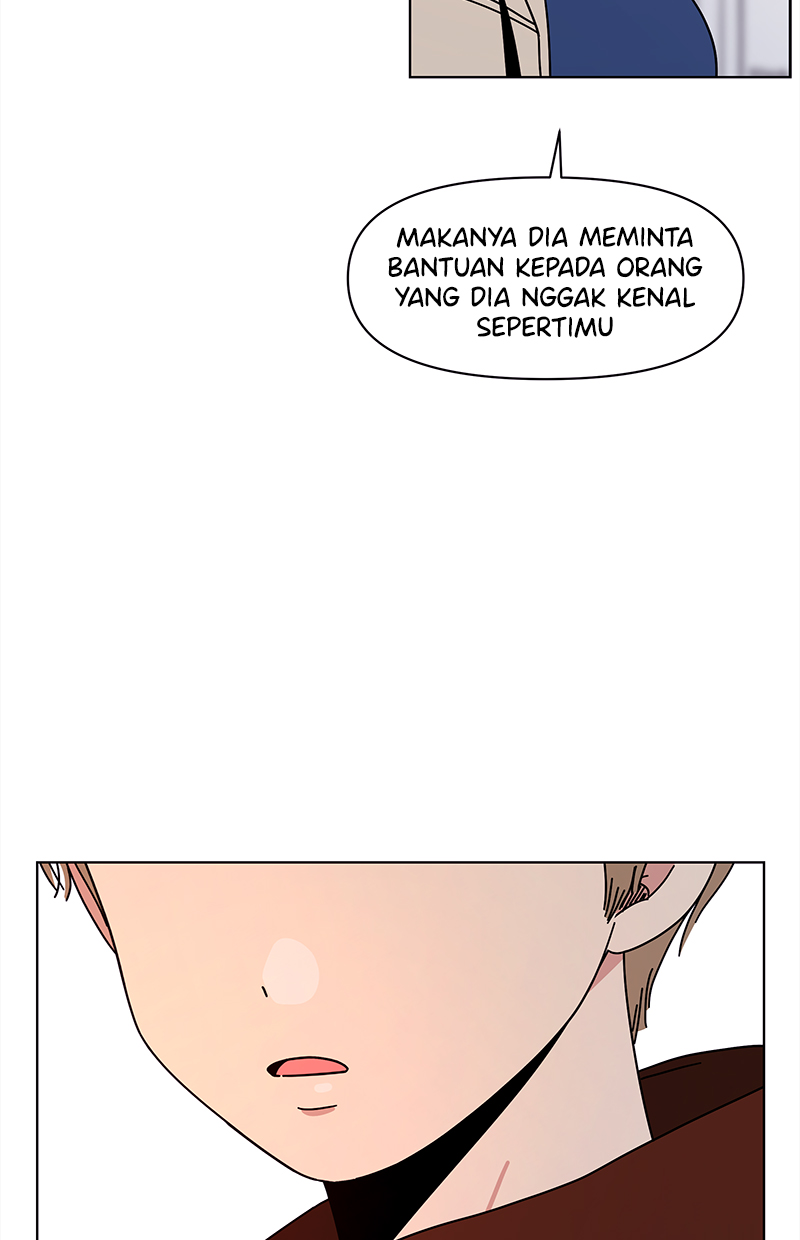 MAKANYA DIA MEMINTA
BANTUAN KEPADA ORANG
YANG DIA NGGAK KENAL
SEPERTIMU